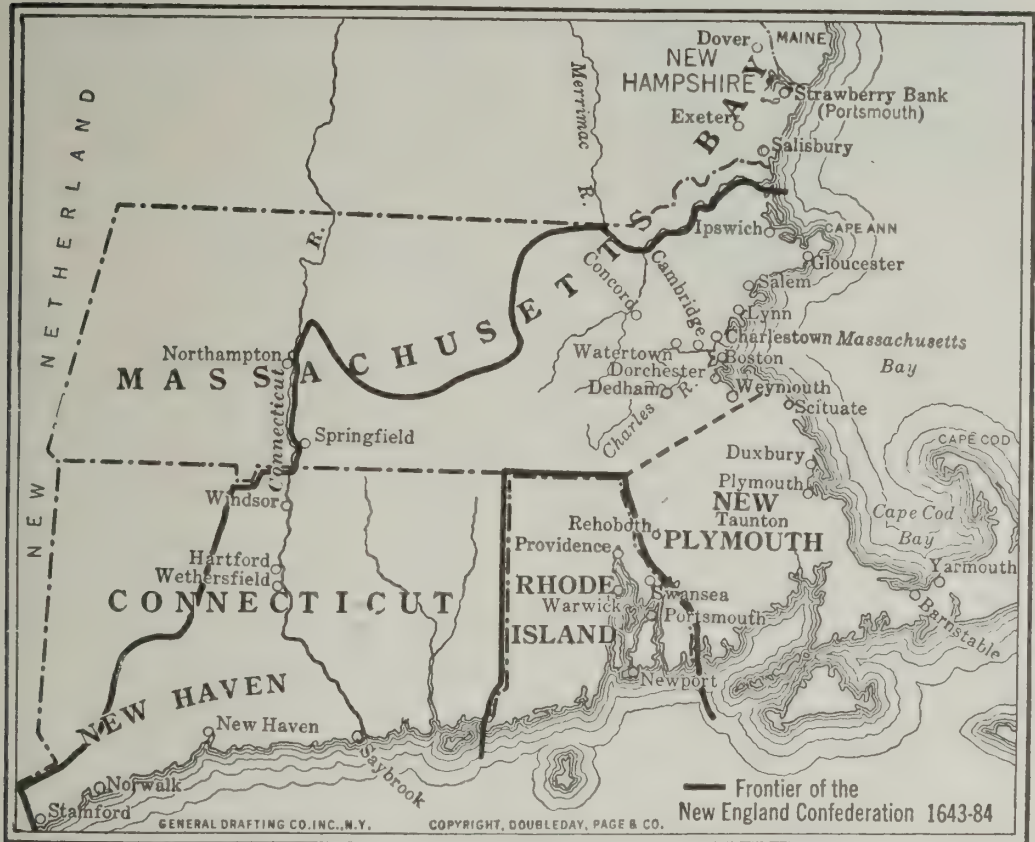 Dover
MAINE
NEW
HAMPSHIRE
Strawberry Bank
(Portsmouth)
Exeter
Salisbury
Merrimac R.
NEW NETHERLAND
MASSACHUSETTS BAY
Ipswich
CAPE ANN
Gloucester
Concord
Cambridge
Salem
Lynn
Charlestown
Massachusetts
Bay
Watertown
Boston
Dorchester
Dedham
Weymouth
Charles R.
Scituate
Northampton
Connecticut R.
Springfield
CAPE COD
Duxbury
Plymouth
Windsor
NEW
Taunton
PLYMOUTH
Cape Cod
Bay
Rehoboth
Providence
Hartford
Wethersfield
Yarmouth
CONNECTICUT
RHODE
Swansea
Warwick
Portsmouth
Barnstable
ISLAND
NEW HAVEN
Newport
New Haven
Saybrook
Norwalk
Stamford
Frontier of the
New England Confederation 1643-84
GENERAL DRAFTING CO.INC.,N.Y.
COPYRIGHT, DOUBLEDAY, PAGE & CO.